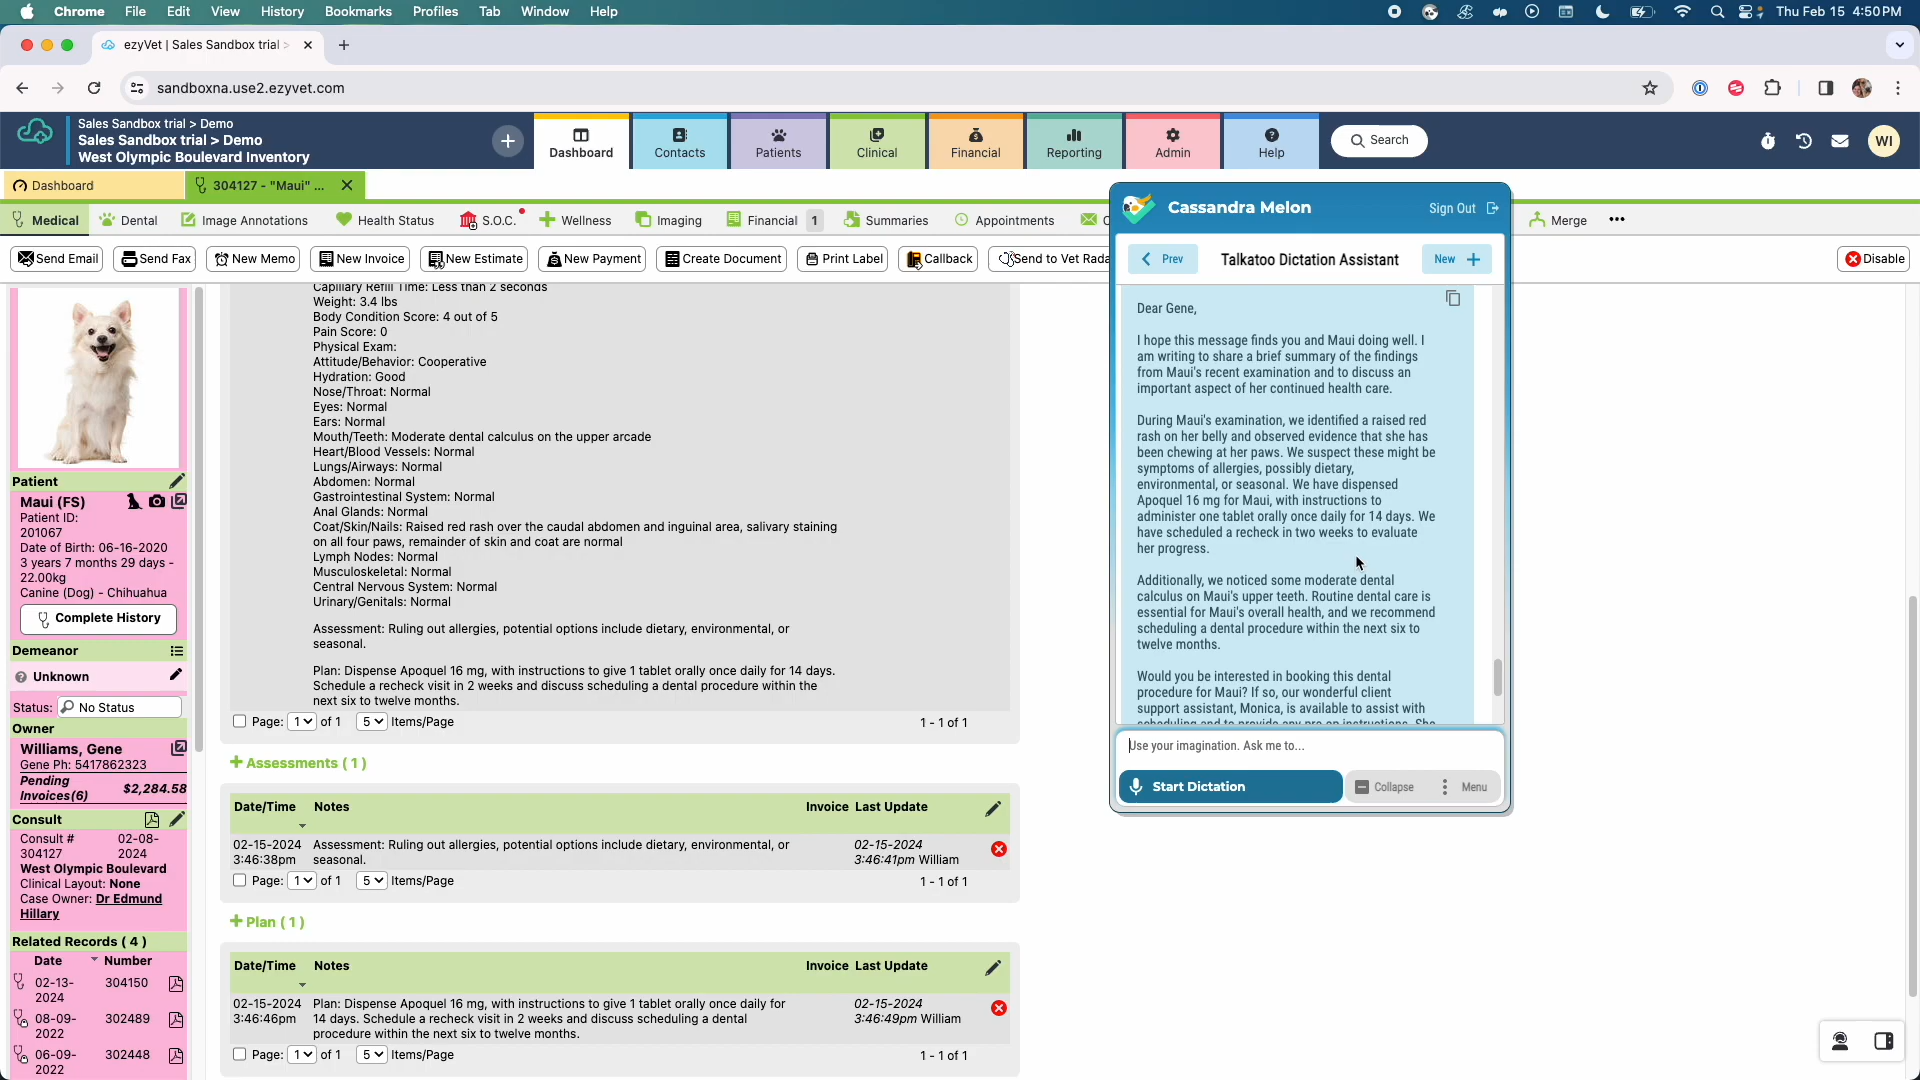 Chrome File Edit View History Bookmarks Profiles Tab Window Help
Thu Feb 15 4:50PM
ezyVet | Sales Sandbox trial >
sandboxna.use2.ezyvet.com
Sales Sandbox trial > Demo
Sales Sandbox trial > Demo
West Olympic Boulevard Inventory
Dashboard Contacts Patients Clinical Financial Reporting Admin Help
Search
WI
Dashboard
304127 - "Maui" ...
Medical Dental Image Annotations Health Status S.O.C. Wellness Imaging Financial 1 Summaries Appointments Merge
Send Email Send Fax New Memo New Invoice New Estimate New Payment Create Document Print Label Callback Send to Vet Rada Disable
Patient
Maui (FS)
Patient ID:
201067
Date of Birth: 06-16-2020
3 years 7 months 29 days -
22.00kg
Canine (Dog) - Chihuahua
Complete History
Demeanor
Unknown
Status: No Status
Owner
Williams, Gene
Gene Ph: 5417862323
Pending
Invoices(6) $2,284.58
Consult
Consult # 02-08-
304127 2024
West Olympic Boulevard
Clinical Layout: None
Case Owner: Dr Edmund
Hillary
Related Records ( 4 )
Date Number
02-13- 304150
2024
08-09- 302489
2022
06-09- 302448
2022
Capillary Refill Time: Less than 2 seconds
Weight: 3.4 lbs
Body Condition Score: 4 out of 5
Pain Score: 0
Physical Exam:
Attitude/Behavior: Cooperative
Hydration: Good
Nose/Throat: Normal
Eyes: Normal
Ears: Normal
Mouth/Teeth: Moderate dental calculus on the upper arcade
Heart/Blood Vessels: Normal
Lungs/Airways: Normal
Abdomen: Normal
Gastrointestinal System: Normal
Anal Glands: Normal
Coat/Skin/Nails: Raised red rash over the caudal abdomen and inguinal area, salivary staining
on all four paws, remainder of skin and coat are normal
Lymph Nodes: Normal
Musculoskeletal: Normal
Central Nervous System: Normal
Urinary/Genitals: Normal
Assessment: Ruling out allergies, potential options include dietary, environmental, or
seasonal.
Plan: Dispense Apoquel 16 mg, with instructions to give 1 tablet orally once daily for 14 days.
Schedule a recheck visit in 2 weeks and discuss scheduling a dental procedure within the
next six to twelve months.
Page: 1 of 1 5 Items/Page 1 - 1 of 1
Assessments ( 1 )
Date/Time Notes Invoice Last Update
02-15-2024 Assessment: Ruling out allergies, potential options include dietary, environmental, or 02-15-2024
3:46:38pm seasonal. 3:46:41pm William
Page: 1 of 1 5 Items/Page 1 - 1 of 1
Plan ( 1 )
Date/Time Notes Invoice Last Update
02-15-2024 Plan: Dispense Apoquel 16 mg, with instructions to give 1 tablet orally once daily for 02-15-2024
3:46:46pm 14 days. Schedule a recheck visit in 2 weeks and discuss scheduling a dental 3:46:49pm William
procedure within the next six to twelve months.
Page: 1 of 1 5 Items/Page 1 - 1 of 1
Cassandra Melon Sign Out
Prev Talkatoo Dictation Assistant New
Dear Gene,
I hope this message finds you and Maui doing well. I
am writing to share a brief summary of the findings
from Maui's recent examination and to discuss an
important aspect of her continued health care.
During Maui's examination, we identified a raised red
rash on her belly and observed evidence that she has
been chewing at her paws. We suspect these might be
symptoms of allergies, possibly dietary,
environmental, or seasonal. We have dispensed
Apoquel 16 mg for Maui, with instructions to
administer one tablet orally once daily for 14 days. We
have scheduled a recheck in two weeks to evaluate
her progress.
Additionally, we noticed some moderate dental
calculus on Maui's upper teeth. Routine dental care is
essential for Maui's overall health, and we recommend
scheduling a dental procedure within the next six to
twelve months.
Would you be interested in booking this dental
procedure for Maui? If so, our wonderful client
support assistant, Monica, is available to assist with
scheduling and to provide any pre-op instructions. She
Use your imagination. Ask me to...
Start Dictation Collapse Menu